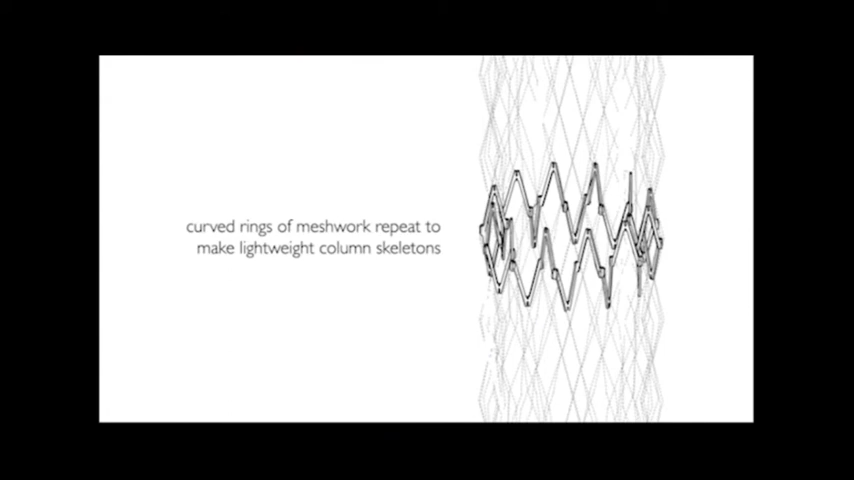 curved rings of meshwork repeat to
make lightweight column skeletons